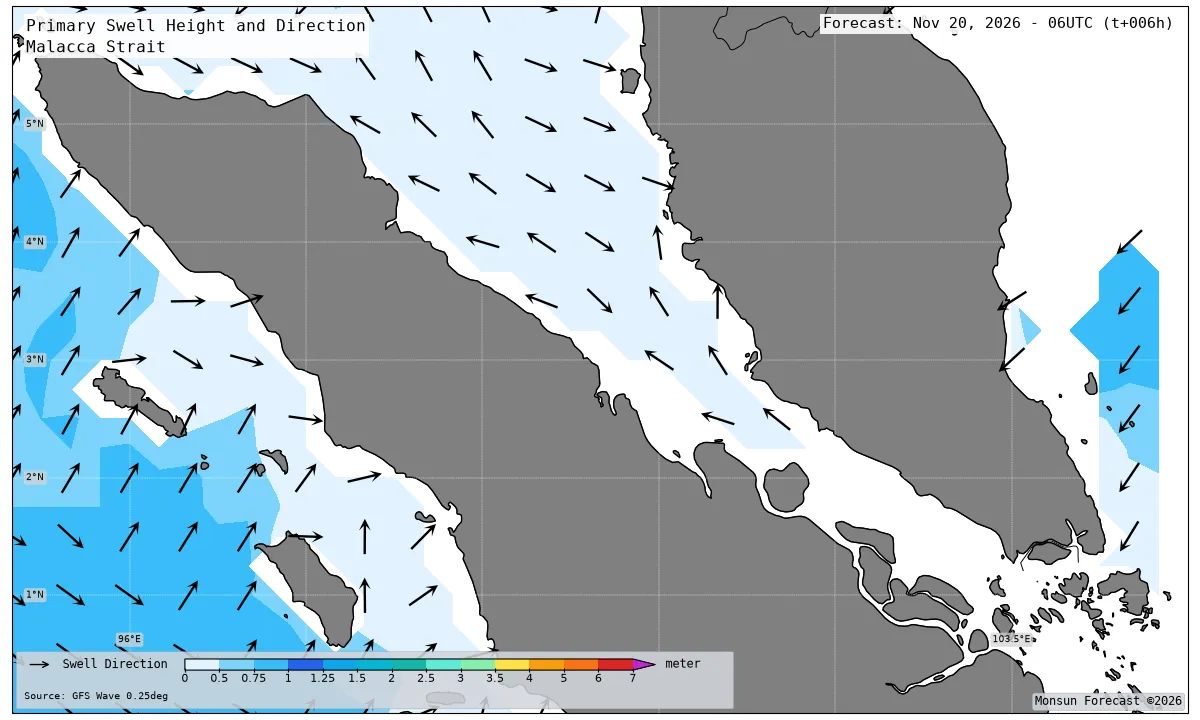 Primary Swell Height and Direction
Malacca Strait
Forecast: Nov 20, 2026 - 06UTC (t+006h)
5°N
4°N
3°N
2°N
1°N
96°E
103.5°E
Swell Direction
meter
0 0.5 0.75 1 1.25 1.5 2 2.5 3 3.5 4 5 6 7
Source: GFS Wave 0.25deg
Monsun Forecast ©2026